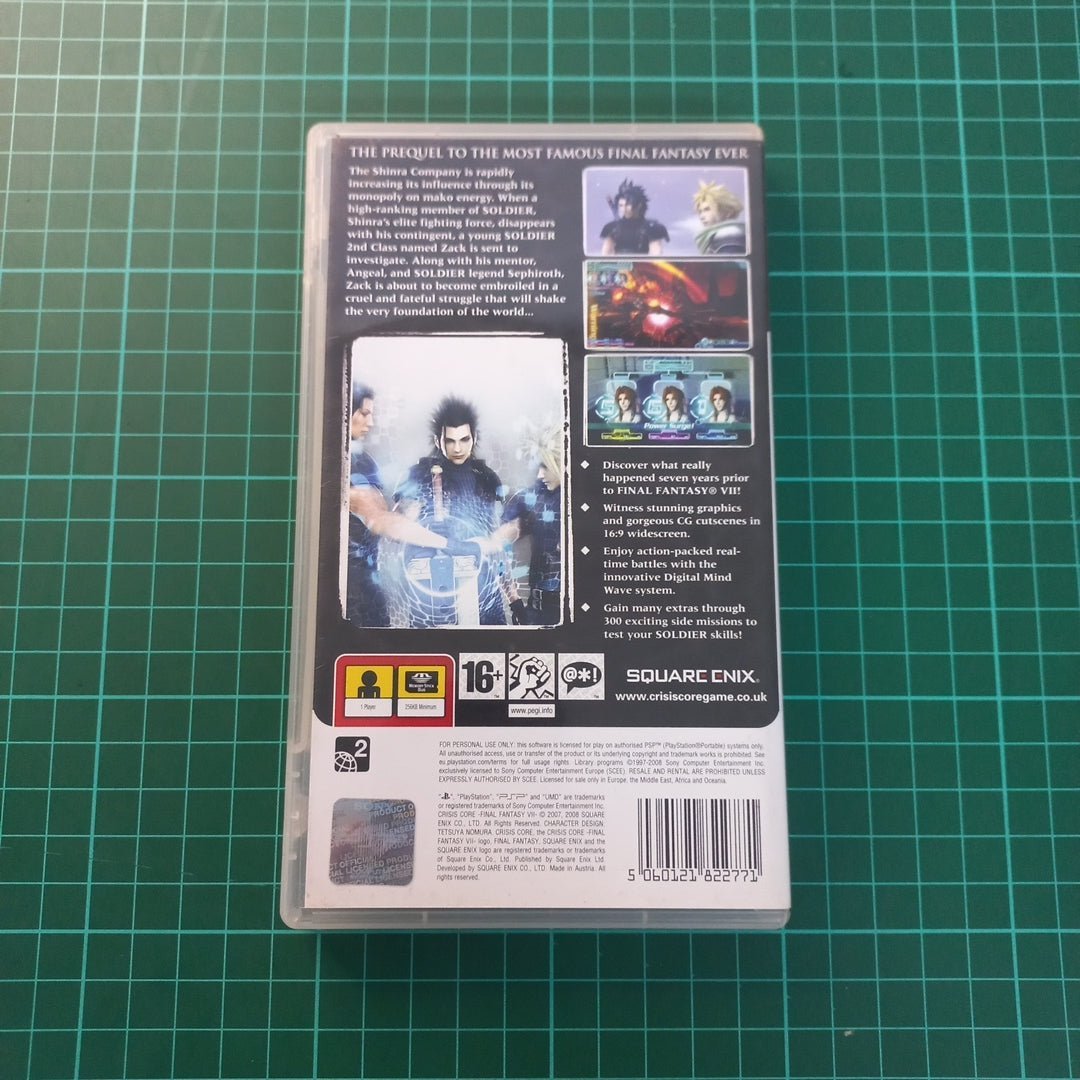 THE PREQUEL TO THE MOST FAMOUS FINAL FANTASY EVER
The Shinra Company is rapidly
increasing its influence through its
monopoly on mako energy. When a
high-ranking member of SOLDIER,
Shinra's elite fighting force, disappears
with his contingent, a young SOLDIER
2nd Class named Zack is sent to
investigate. Along with his mentor,
Angeal, and SOLDIER legend Sephiroth,
Zack is about to become embroiled in a
cruel and fateful struggle that will shake
the very foundation of the world...
Power Surge!
◆ Discover what really
happened seven years prior
to FINAL FANTASY® VII!
◆ Witness stunning graphics
and gorgeous CG cutscenes in
16:9 widescreen.
◆ Enjoy action-packed real-
time battles with the
innovative Digital Mind
Wave system.
◆ Gain many extras through
300 exciting side missions to
test your SOLDIER skills!
1 Player
MEMORY STICK
DUO
256KB Minimum
16+
™
@*!
www.pegi.info
SQUARE ENIX®
www.crisiscoregame.co.uk
2
FOR PERSONAL USE ONLY: this software is licensed for play on authorised PSP™ (PlayStation®Portable) systems only.
All unauthorised access, use or transfer of the product or its underlying copyright and trademark works is prohibited. See
eu.playstation.com/terms for full usage rights. Library programs ©1997-2008 Sony Computer Entertainment Inc.
exclusively licensed to Sony Computer Entertainment Europe (SCEE). RESALE AND RENTAL ARE PROHIBITED UNLESS
EXPRESSLY AUTHORISED BY SCEE. Licensed for sale only in Europe, the Middle East, Africa and Oceania.
"PlayStation", "PSP" and "UMD" are trademarks
or registered trademarks of Sony Computer Entertainment Inc.
CRISIS CORE -FINAL FANTASY VII- © 2007, 2008 SQUARE
ENIX CO., LTD. All Rights Reserved. CHARACTER DESIGN:
TETSUYA NOMURA. CRISIS CORE, the CRISIS CORE -FINAL
FANTASY VII- logo, FINAL FANTASY, SQUARE ENIX and the
SQUARE ENIX logo are registered trademarks or trademarks
of Square Enix Co., Ltd. Published by Square Enix Ltd.
Developed by SQUARE ENIX CO., LTD. Made in Austria. All
rights reserved.
SONY
PRODUCT
5 060121 822771